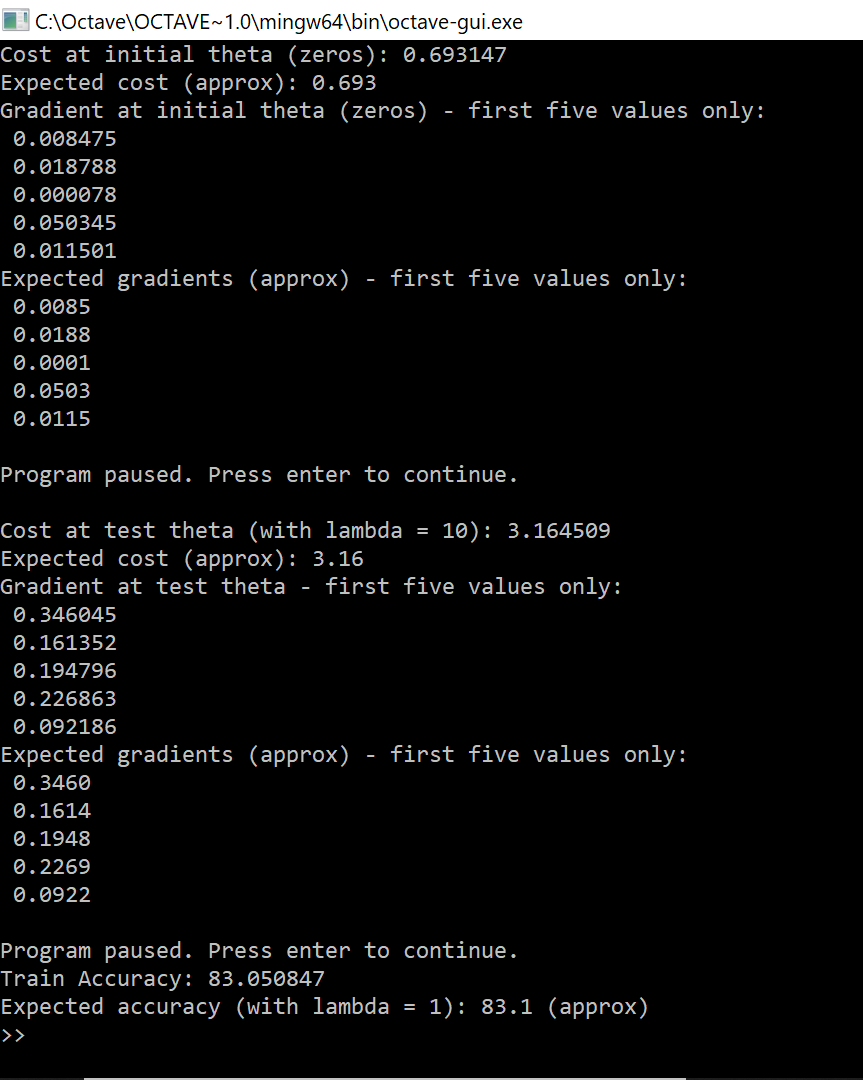 C:\Octave\OCTAVE~1.0\mingw64\bin\octave-gui.exe
Cost at initial theta (zeros): 0.693147
Expected cost (approx): 0.693
Gradient at initial theta (zeros) - first five values only:
0.008475
0.018788
0.000078
0.050345
0.011501
Expected gradients (approx) - first five values only:
0.0085
0.0188
0.0001
0.0503
0.0115
Program paused. Press enter to continue.
Cost at test theta (with lambda = 10): 3.164509
Expected cost (approx): 3.16
Gradient at test theta - first five values only:
0.346045
0.161352
0.194796
0.226863
0.092186
Expected gradients (approx) - first five values only:
0.3460
0.1614
0.1948
0.2269
0.0922
Program paused. Press enter to continue.
Train Accuracy: 83.050847
Expected accuracy (with lambda = 1): 83.1 (approx)
>>